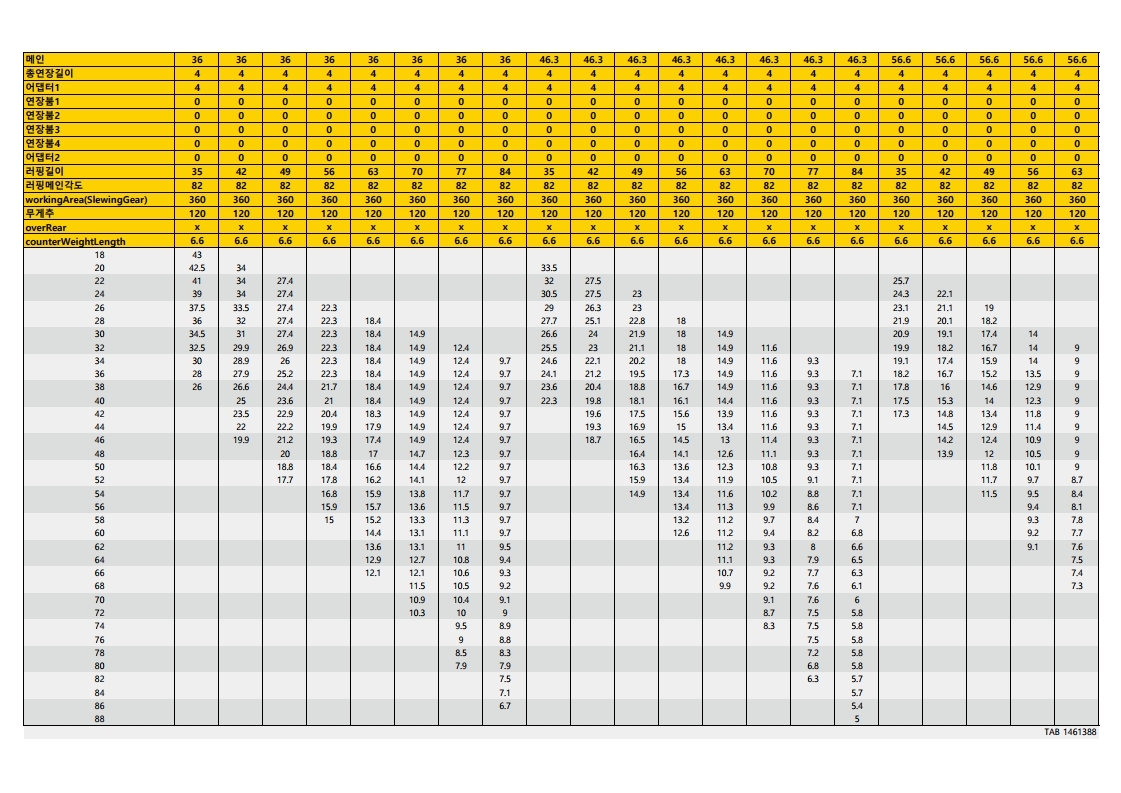 메인 36 36 36 36 36 36 36 36 46.3 46.3 46.3 46.3 46.3 46.3 46.3 46.3 56.6 56.6 56.6 56.6 56.6
총연장길이 4 4 4 4 4 4 4 4 4 4 4 4 4 4 4 4 4 4 4 4 4
어댑터1 4 4 4 4 4 4 4 4 4 4 4 4 4 4 4 4 4 4 4 4 4
연장붐1 0 0 0 0 0 0 0 0 0 0 0 0 0 0 0 0 0 0 0 0 0
연장붐2 0 0 0 0 0 0 0 0 0 0 0 0 0 0 0 0 0 0 0 0 0
연장붐3 0 0 0 0 0 0 0 0 0 0 0 0 0 0 0 0 0 0 0 0 0
연장붐4 0 0 0 0 0 0 0 0 0 0 0 0 0 0 0 0 0 0 0 0 0
어댑터2 0 0 0 0 0 0 0 0 0 0 0 0 0 0 0 0 0 0 0 0 0
러핑길이 35 42 49 56 63 70 77 84 35 42 49 56 63 70 77 84 35 42 49 56 63
러핑메인각도 82 82 82 82 82 82 82 82 82 82 82 82 82 82 82 82 82 82 82 82 82
workingArea(SlewingGear) 360 360 360 360 360 360 360 360 360 360 360 360 360 360 360 360 360 360 360 360 360
무게추 120 120 120 120 120 120 120 120 120 120 120 120 120 120 120 120 120 120 120 120 120
overRear x x x x x x x x x x x x x x x x x x x x x
counterWeightLength 6.6 6.6 6.6 6.6 6.6 6.6 6.6 6.6 6.6 6.6 6.6 6.6 6.6 6.6 6.6 6.6 6.6 6.6 6.6 6.6 6.6
18 43
20 42.5 34 33.5
22 41 34 27.4 32 27.5 25.7
24 39 34 27.4 30.5 27.5 23 24.3 22.1
26 37.5 33.5 27.4 22.3 29 26.3 23 23.1 21.1 19
28 36 32 27.4 22.3 18.4 27.7 25.1 22.8 18 21.9 20.1 18.2
30 34.5 31 27.4 22.3 18.4 14.9 26.6 24 21.9 18 14.9 20.9 19.1 17.4 14
32 32.5 29.9 26.9 22.3 18.4 14.9 12.4 25.5 23 21.1 18 14.9 11.6 19.9 18.2 16.7 14 9
34 30 28.9 26 22.3 18.4 14.9 12.4 9.7 24.6 22.1 20.2 18 14.9 11.6 9.3 19.1 17.4 15.9 14 9
36 28 27.9 25.2 22.3 18.4 14.9 12.4 9.7 24.1 21.2 19.5 17.3 14.9 11.6 9.3 7.1 18.2 16.7 15.2 13.5 9
38 26 26.6 24.4 21.7 18.4 14.9 12.4 9.7 23.6 20.4 18.8 16.7 14.9 11.6 9.3 7.1 17.8 16 14.6 12.9 9
40 25 23.6 21 18.4 14.9 12.4 9.7 22.3 19.8 18.1 16.1 14.4 11.6 9.3 7.1 17.5 15.3 14 12.3 9
42 23.5 22.9 20.4 18.3 14.9 12.4 9.7 19.6 17.5 15.6 13.9 11.6 9.3 7.1 17.3 14.8 13.4 11.8 9
44 22 22.2 19.9 17.9 14.9 12.4 9.7 19.3 16.9 15 13.4 11.6 9.3 7.1 14.5 12.9 11.4 9
46 19.9 21.2 19.3 17.4 14.9 12.4 9.7 18.7 16.5 14.5 13 11.4 9.3 7.1 14.2 12.4 10.9 9
48 20 18.8 17 14.7 12.3 9.7 16.4 14.1 12.6 11.1 9.3 7.1 13.9 12 10.5 9
50 18.8 18.4 16.6 14.4 12.2 9.7 16.3 13.6 12.3 10.8 9.3 7.1 11.8 10.1 9
52 17.7 17.8 16.2 14.1 12 9.7 15.9 13.4 11.9 10.5 9.1 7.1 11.7 9.7 8.7
54 16.8 15.9 13.8 11.7 9.7 14.9 13.4 11.6 10.2 8.8 7.1 11.5 9.5 8.4
56 15.9 15.7 13.6 11.5 9.7 13.4 11.3 9.9 8.6 7.1 9.4 8.1
58 15 15.2 13.3 11.3 9.7 13.2 11.2 9.7 8.4 7 9.3 7.8
60 14.4 13.1 11.1 9.7 12.6 11.2 9.4 8.2 6.8 9.2 7.7
62 13.6 13.1 11 9.5 11.2 9.3 8 6.6 9.1 7.6
64 12.9 12.7 10.8 9.4 11.1 9.3 7.9 6.5 7.5
66 12.1 12.1 10.6 9.3 10.7 9.2 7.7 6.3 7.4
68 11.5 10.5 9.2 9.9 9.2 7.6 6.1 7.3
70 10.9 10.4 9.1 9.1 7.6 6
72 10.3 10 9 8.7 7.5 5.8
74 9.5 8.9 8.3 7.5 5.8
76 9 8.8 7.5 5.8
78 8.5 8.3 7.2 5.8
80 7.9 7.9 6.8 5.8
82 7.5 6.3 5.7
84 7.1 5.7
86 6.7 5.4
88 5
TAB 1461388